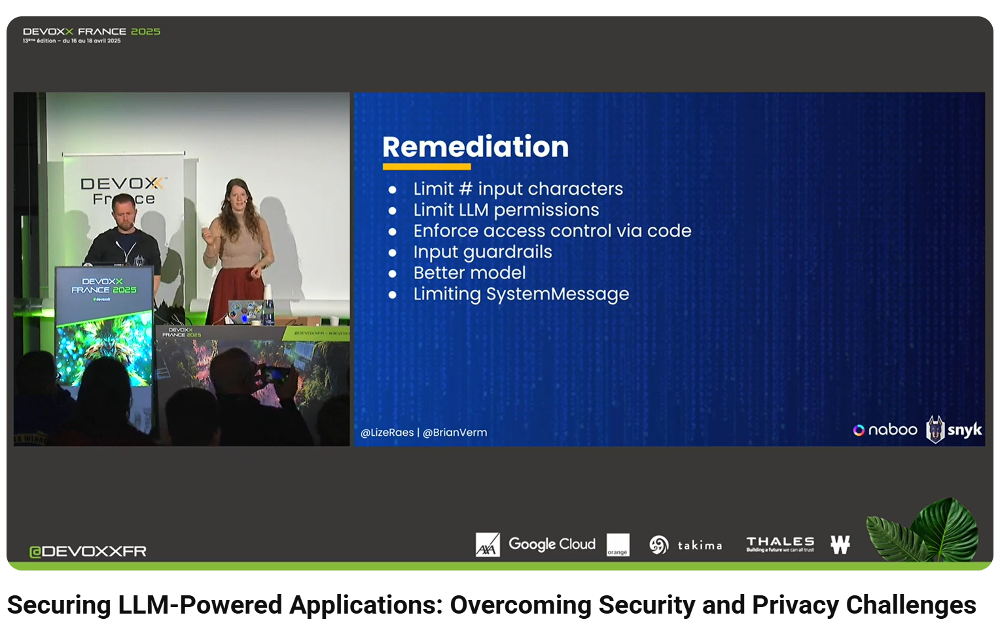 DEVOXX FRANCE 2025
13ème édition – du 16 au 18 avril 2025
DEVOXX
France
DEVOXX
FRANCE 2025
DEVOXX
FRANCE 2025
Remediation
● Limit # input characters
● Limit LLM permissions
● Enforce access control via code
● Input guardrails
● Better model
● Limiting SystemMessage
@LizeRaes | @BrianVerm
naboo
snyk
@DEVOXXFR
AXA
Google Cloud
orange
takima
THALES
Building a future we can all trust
W
Securing LLM-Powered Applications: Overcoming Security and Privacy Challenges